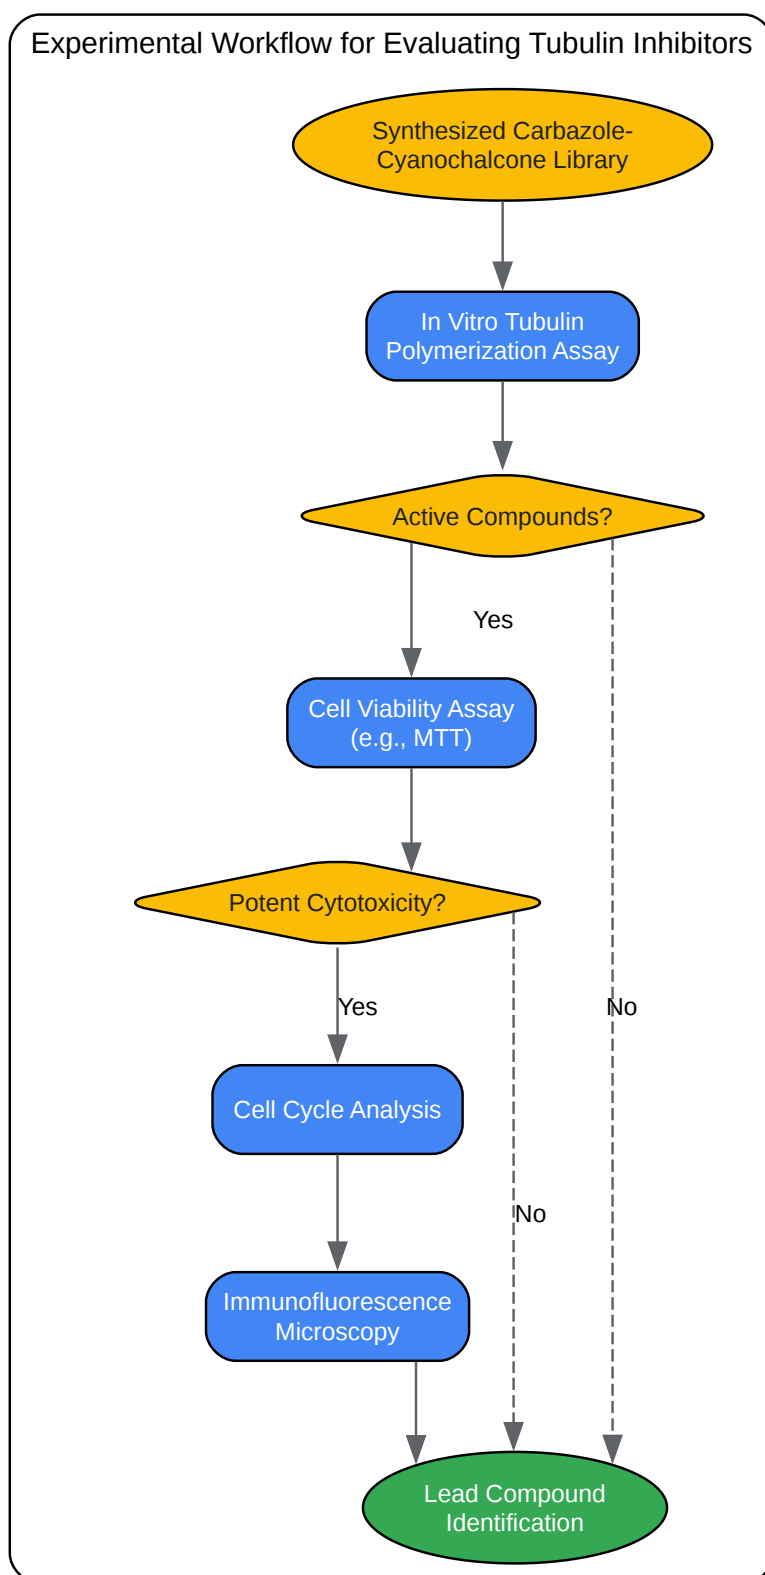 Experimental Workflow for Evaluating Tubulin Inhibitors
Synthesized Carbazole-
Cyanochalcone Library
In Vitro Tubulin
Polymerization Assay
Active Compounds?
Yes
Cell Viability Assay
(e.g., MTT)
Potent Cytotoxicity?
Yes
No
Cell Cycle Analysis
No
Immunofluorescence
Microscopy
Lead Compound
Identification